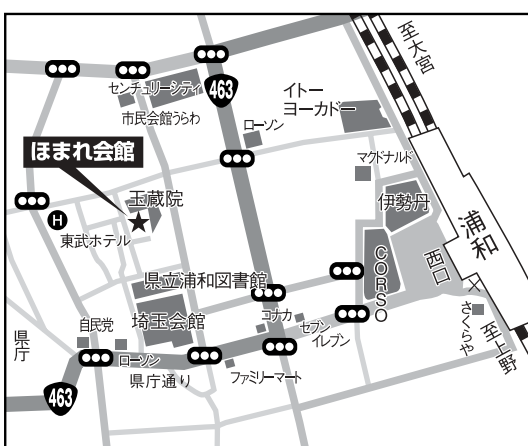 至大宮
センチュリーシティ
463
市民会館うらわ
イトー
ヨーカドー
ローソン
ほまれ会館
マクドナルド
玉蔵院
伊勢丹
浦和
H
東武ホテル
西口
CORSO
県立浦和図書館
コナカ
セブン
イレブン
さくらや
埼玉会館
自民党
県庁
ローソン
県庁通り
ファミリーマート
至上野
463